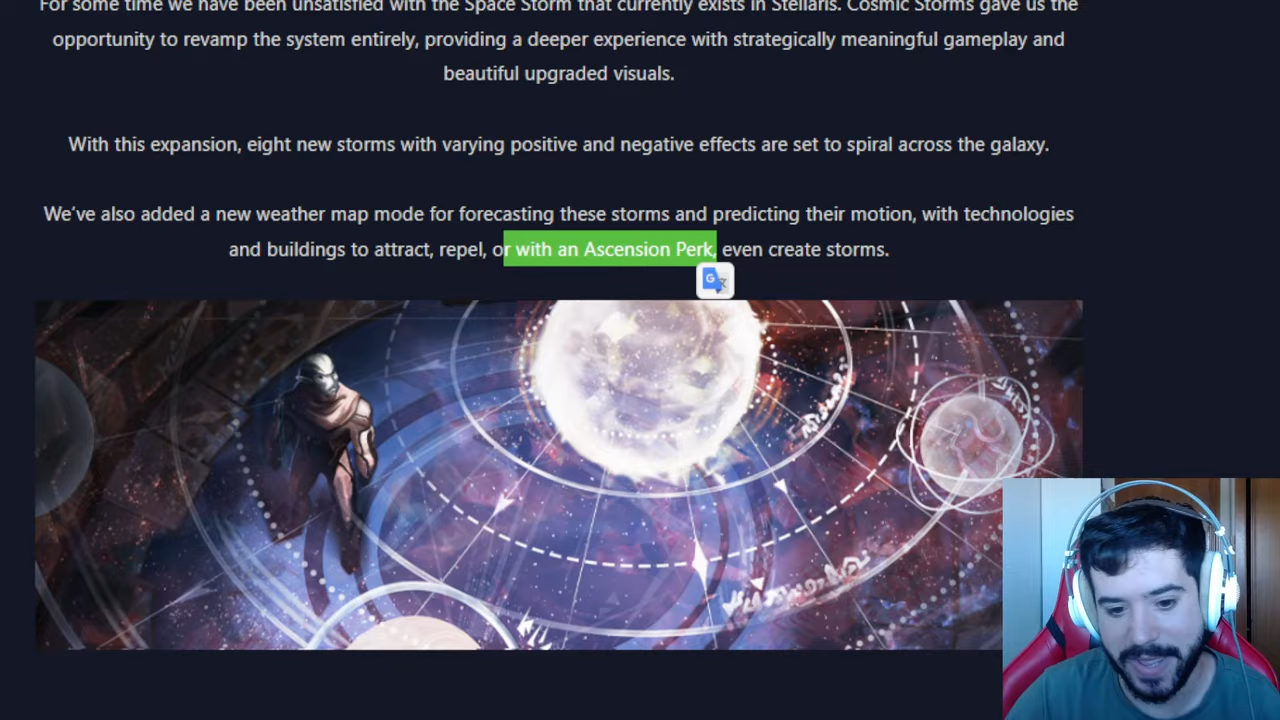 For some time we have been unsatisfied with the Space Storm that currently exists in Stellaris. Cosmic Storms gave us the
opportunity to revamp the system entirely, providing a deeper experience with strategically meaningful gameplay and
beautiful upgraded visuals.
With this expansion, eight new storms with varying positive and negative effects are set to spiral across the galaxy.
We’ve also added a new weather map mode for forecasting these storms and predicting their motion, with technologies
and buildings to attract, repel, or with an Ascension Perk, even create storms.